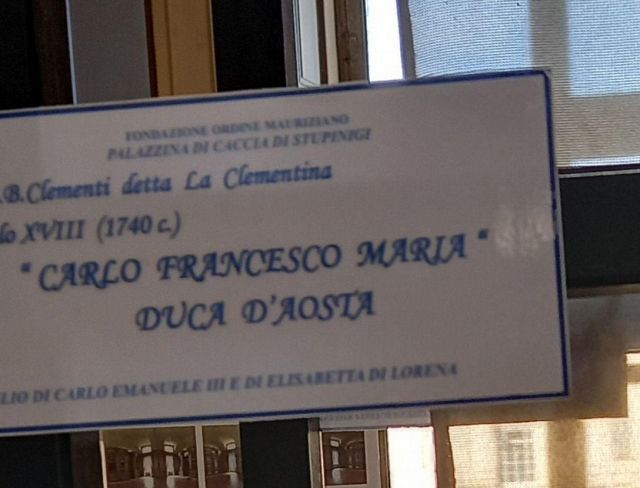 FONDAZIONE ORDINE MAURIZIANO
PALAZZINA DI CACCIA DI STUPINIGI
.B.Clementi detta La Clementina
lo XVIII (1740 c.)
" CARLO FRANCESCO MARIA "
DUCA D'AOSTA
LIO DI CARLO EMANUELE III E DI ELISABETTA DI LORENA